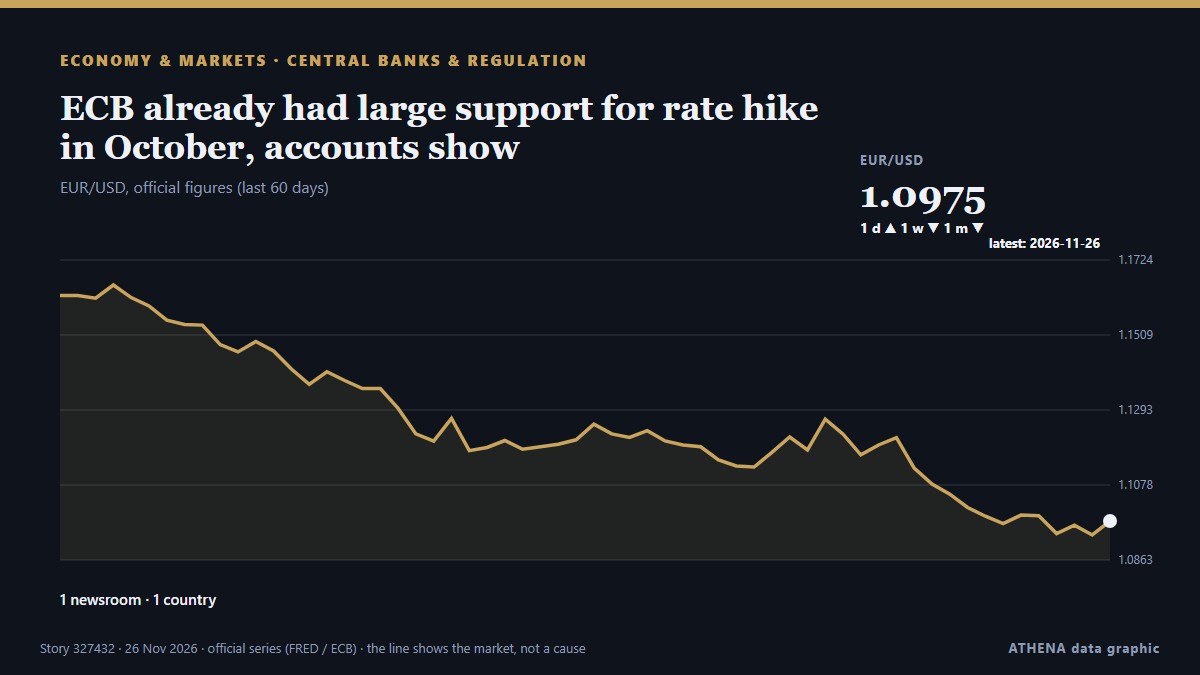 ECONOMY & MARKETS · CENTRAL BANKS & REGULATION
ECB already had large support for rate hike
in October, accounts show
EUR/USD, official figures (last 60 days)
EUR/USD
1.0975
1 d ▲ 1 w ▼ 1 m ▼
latest: 2026-11-26
1.1724
1.1509
1.1293
1.1078
1.0863
1 newsroom · 1 country
Story 327432 · 26 Nov 2026 · official series (FRED / ECB) · the line shows the market, not a cause
ATHENA data graphic